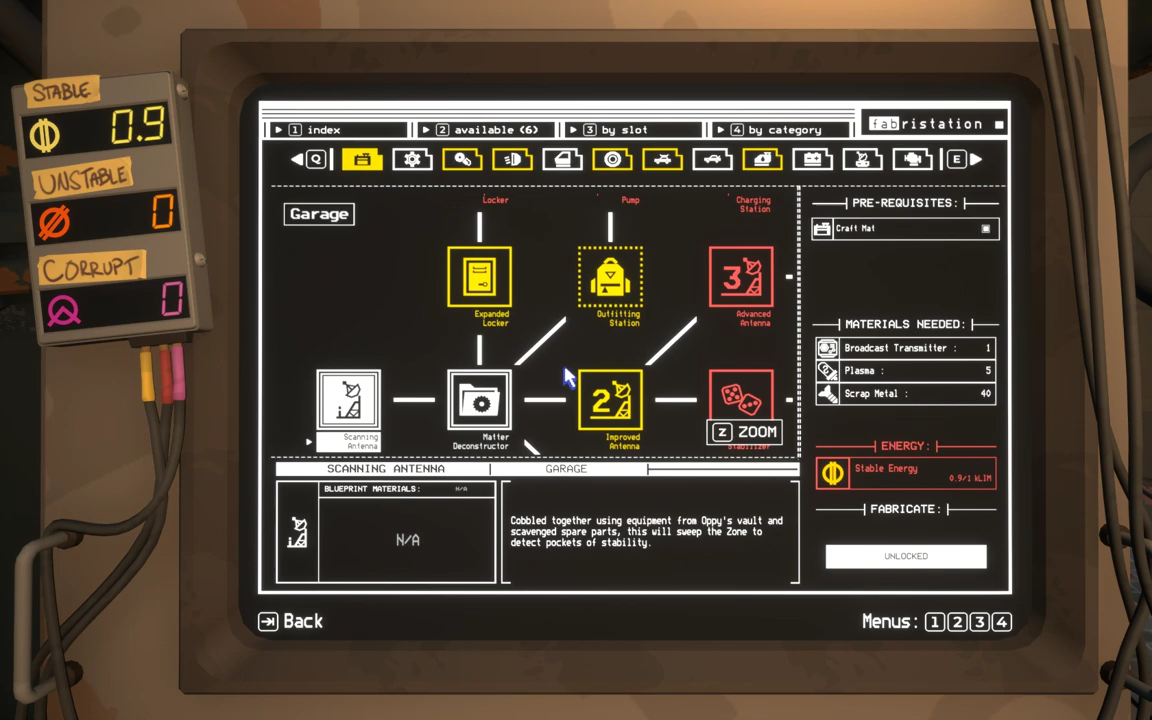 STABLE
0.9
UNSTABLE
0
CORRUPT
0
1 index
2 available (6)
3 by slot
4 by category
fabristation
Q
E
Garage
Locker
Pump
Charging
Station
Expanded
Locker
Outfitting
Station
3
Advanced
Antenna
Scanning
Antenna
Matter
Deconstructor
2
Improved
Antenna
Z ZOOM
SCANNING ANTENNA
GARAGE
BLUEPRINT MATERIALS: N/A
N/A
Cobbled together using equipment from Oppy's vault and
scavenged spare parts, this will sweep the Zone to
detect pockets of stability.
PRE-REQUISITES:
Craft Mat
MATERIALS NEEDED:
Broadcast Transmitter : 1
Plasma : 5
Scrap Metal : 40
ENERGY:
Stable Energy
0.9/1 kLIM
FABRICATE:
UNLOCKED
Back
Menus: 1 2 3 4